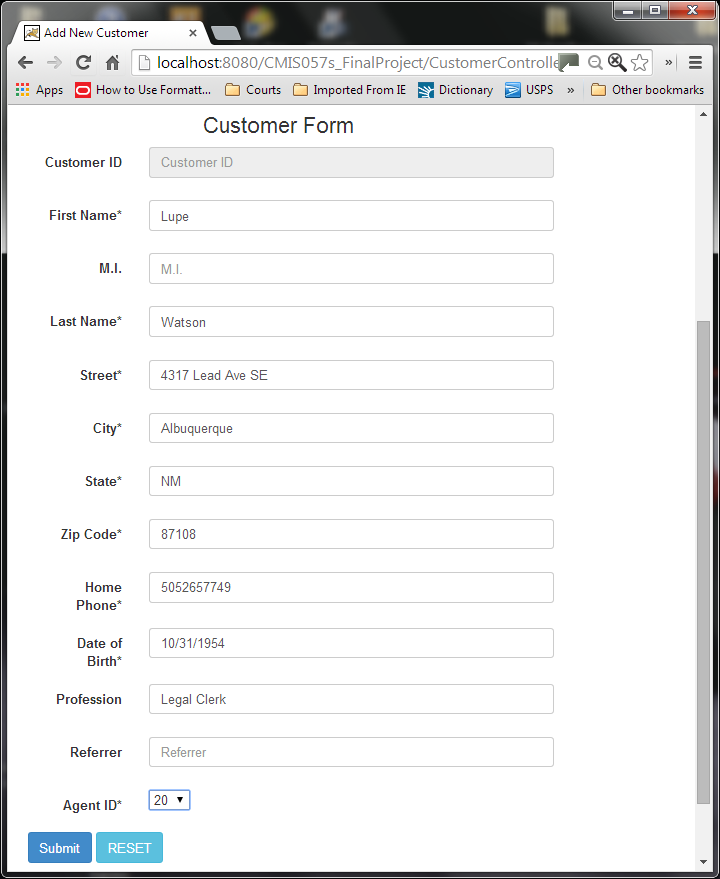 Add New Customer
localhost:8080/CMIS057s_FinalProject/CustomerControlle
Apps How to Use Formatt... Courts Imported From IE Dictionary USPS » Other bookmarks
Customer Form
Customer ID Customer ID
First Name* Lupe
M.I. M.I.
Last Name* Watson
Street* 4317 Lead Ave SE
City* Albuquerque
State* NM
Zip Code* 87108
Home Phone* 5052657749
Date of Birth* 10/31/1954
Profession Legal Clerk
Referrer Referrer
Agent ID* 20
Submit RESET